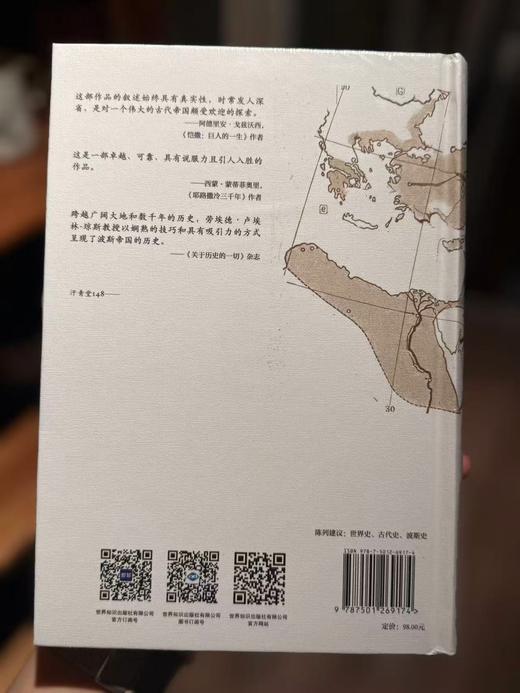 这部作品的叙述始终具有真实性，时常发人深
省，是对一个伟大的古代帝国颇受欢迎的探索。
——阿德里安·戈兹沃西，
《恺撒：巨人的一生》作者
这是一部卓越、可靠、具有说服力且引人入胜的
作品。
——西蒙·蒙蒂菲奥里，
《耶路撒冷三千年》作者
跨越广阔大地和数千年的历史，劳埃德·卢埃
林-琼斯教授以娴熟的技巧和具有吸引力的方式
呈现了波斯帝国的历史。
——《关于历史的一切》杂志
汗青堂148——
G
30
陈列建议：世界史、古代史、波斯史
ISBN 978-7-5012-6917-4
9 787501 269174
定价：98.00元
世界知识出版社有限公司
官方订阅号
世界知识出版社有限公司
图书订阅号
世界知识出版社有限公司
官方网站